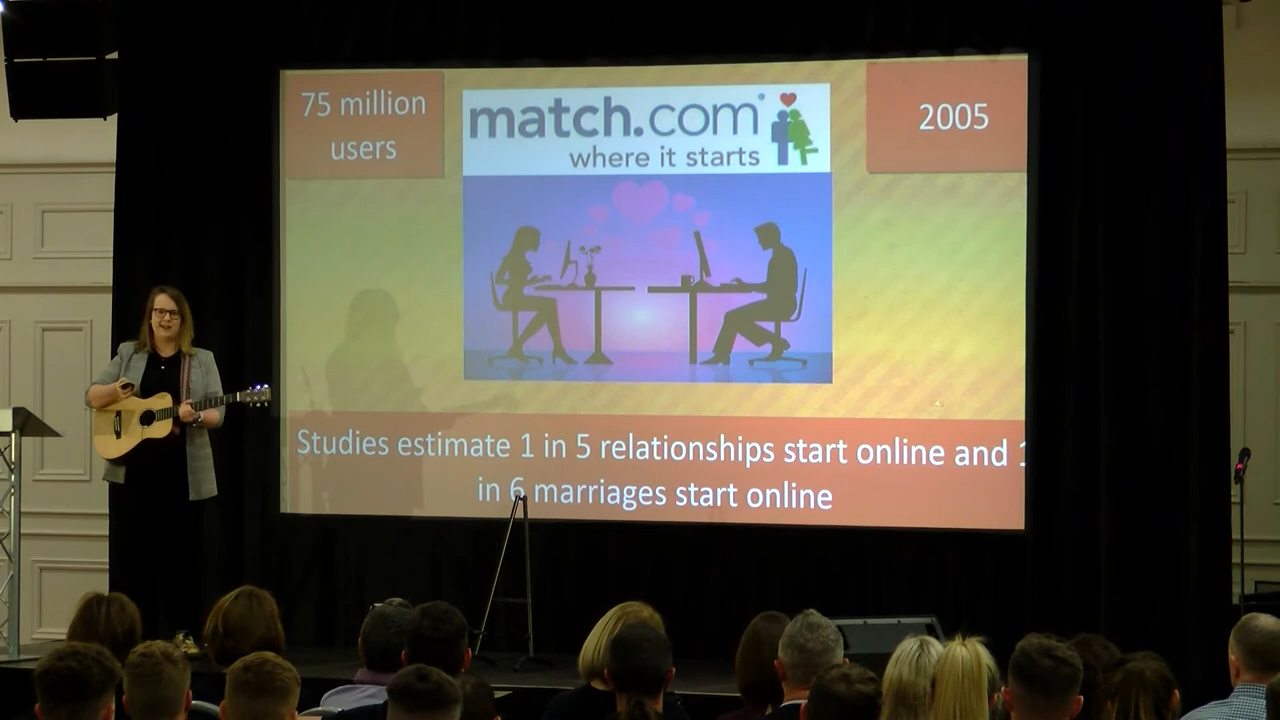 75 million
users
match.com
where it starts
2005
Studies estimate 1 in 5 relationships start online and 1
in 6 marriages start online